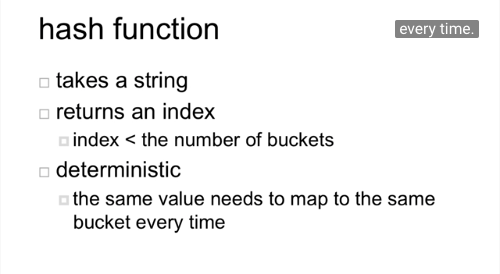 hash function
every time.
takes a string
returns an index
index < the number of buckets
deterministic
the same value needs to map to the same
bucket every time